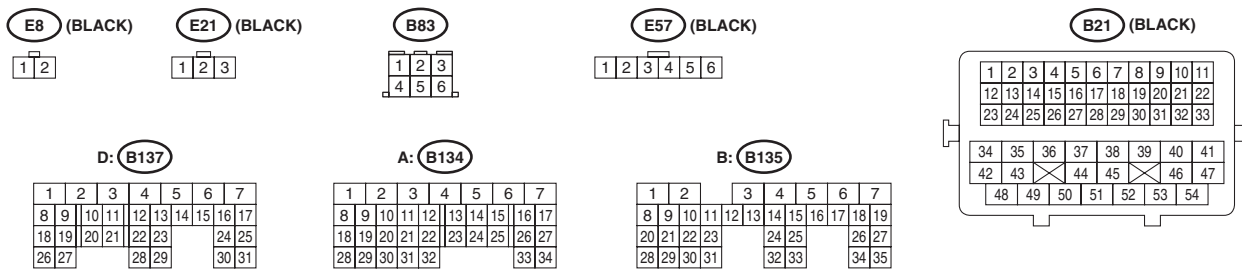 E8 (BLACK)
E21 (BLACK)
B83
E57 (BLACK)
B21 (BLACK)
1 2
1 2 3
1 2 3
4 5 6
1 2 3 4 5 6
1 2 3 4 5 6 7 8 9 10 11
12 13 14 15 16 17 18 19 20 21 22
23 24 25 26 27 28 29 30 31 32 33
34 35 36 37 38 39 40 41
42 43 44 45 46 47
48 49 50 51 52 53 54
D: B137
1 2 3 4 5 6 7
8 9 10 11 12 13 14 15 16 17
18 19 20 21 22 23 24 25
26 27 28 29 30 31
A: B134
1 2 3 4 5 6 7
8 9 10 11 12 13 14 15 16 17
18 19 20 21 22 23 24 25 26 27
28 29 30 31 32 33 34
B: B135
1 2 3 4 5 6 7
8 9 10 11 12 13 14 15 16 17 18 19
20 21 22 23 24 25 26 27
28 29 30 31 32 33 34 35